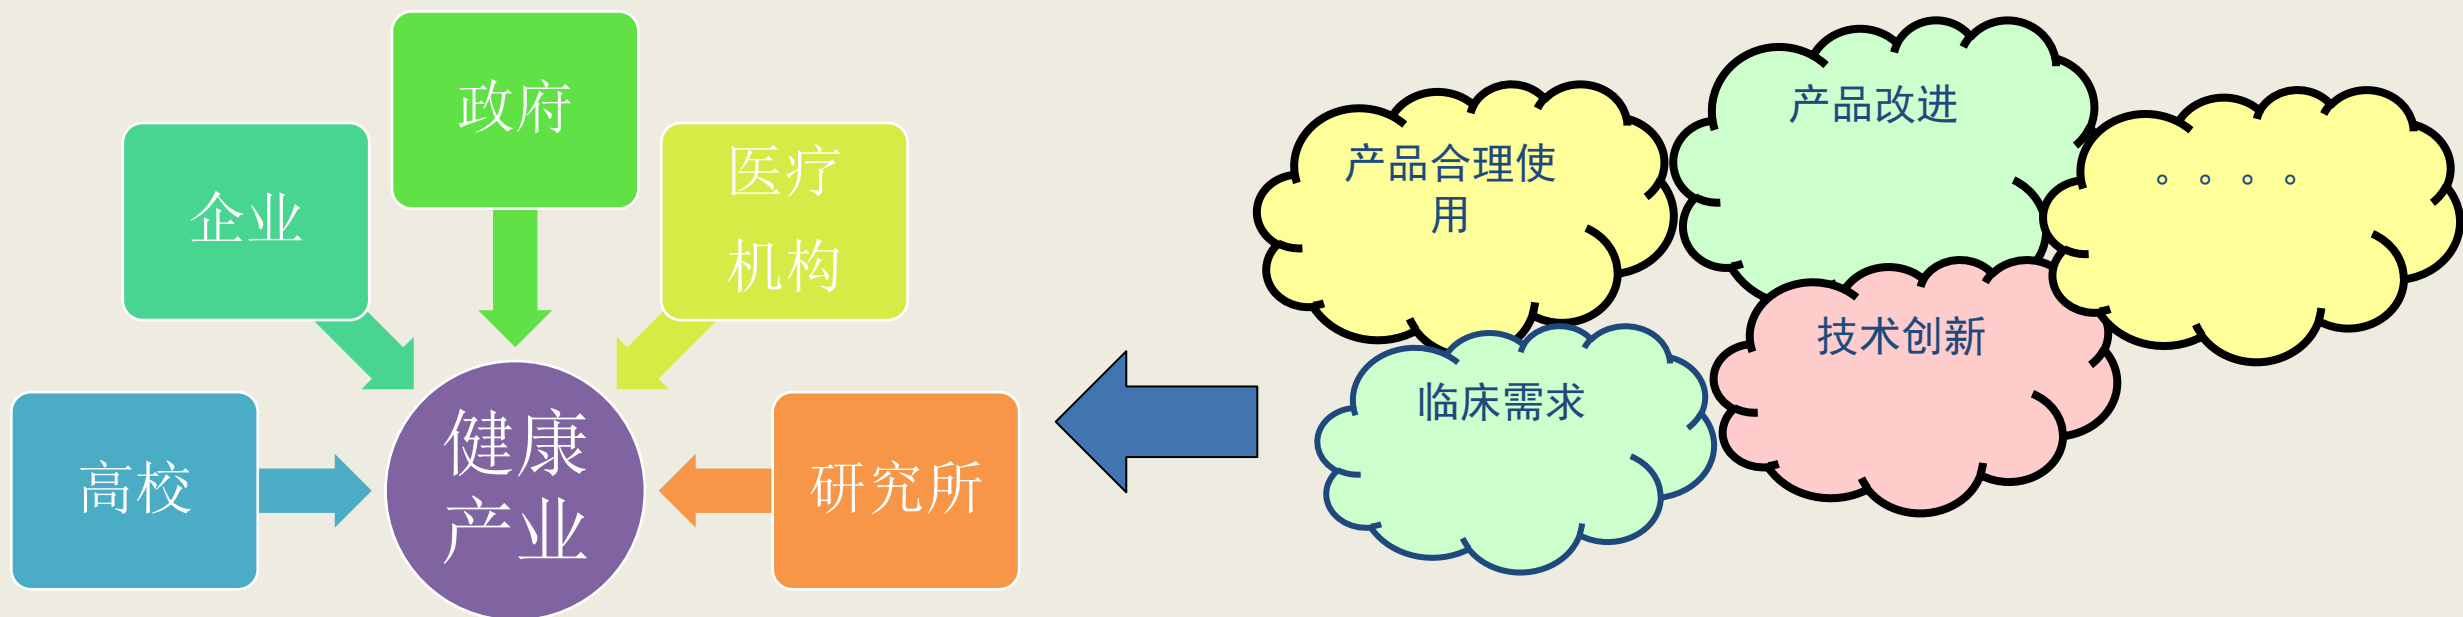 政府
企业
医疗
机构
高校
健康
产业
研究所
产品合理使
用
产品改进
。。。。
临床需求
技术创新